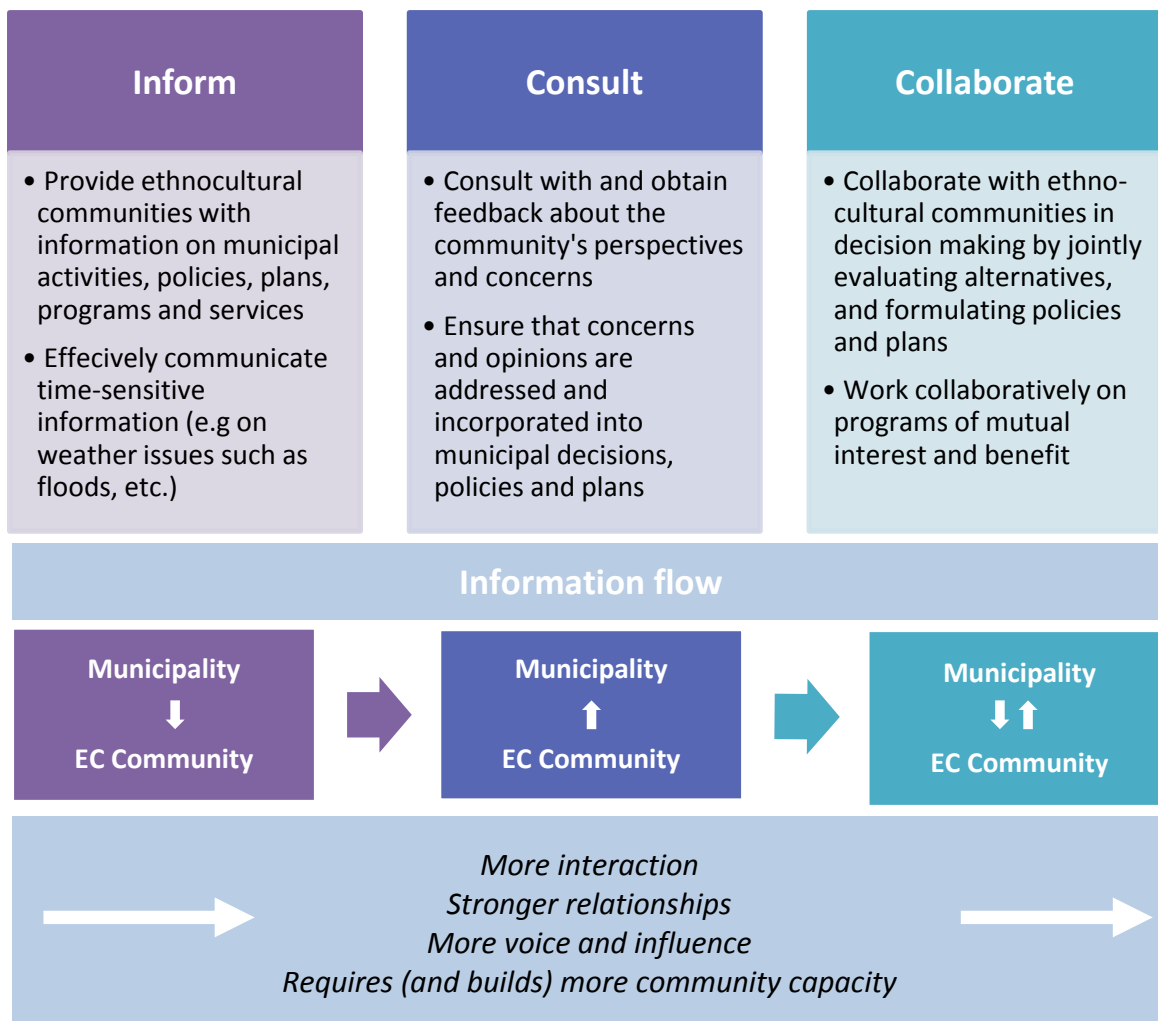 Inform
• Provide ethnocultural
communities with
information on municipal
activities, policies, plans,
programs and services
• Effecively communicate
time-sensitive
information (e.g on
weather issues such as
floods, etc.)
Consult
• Consult with and obtain
feedback about the
community's perspectives
and concerns
• Ensure that concerns
and opinions are
addressed and
incorporated into
municipal decisions,
policies and plans
Collaborate
• Collaborate with ethno-
cultural communities in
decision making by jointly
evaluating alternatives,
and formulating policies
and plans
• Work collaboratively on
programs of mutual
interest and benefit
Information flow
Municipality
EC Community
Municipality
EC Community
Municipality
EC Community
More interaction
Stronger relationships
More voice and influence
Requires (and builds) more community capacity